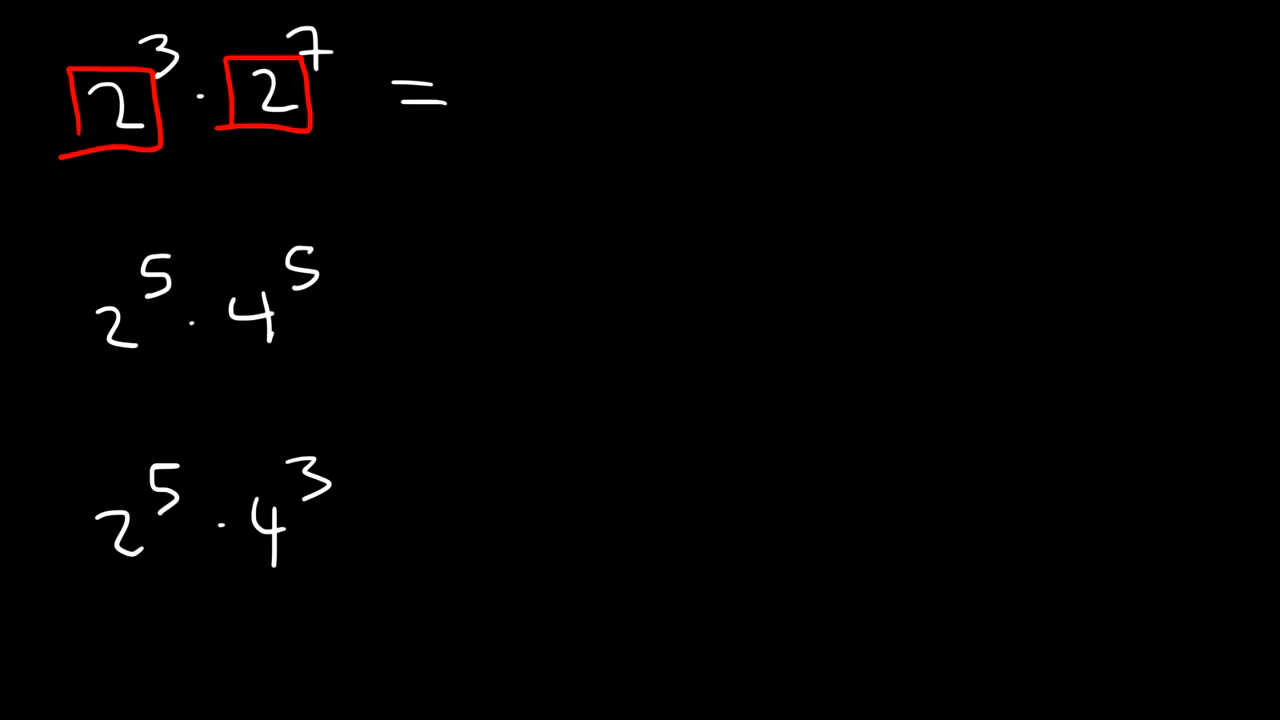 2³ · 2⁷ =
2⁵ · 4⁵
2⁵ · 4³